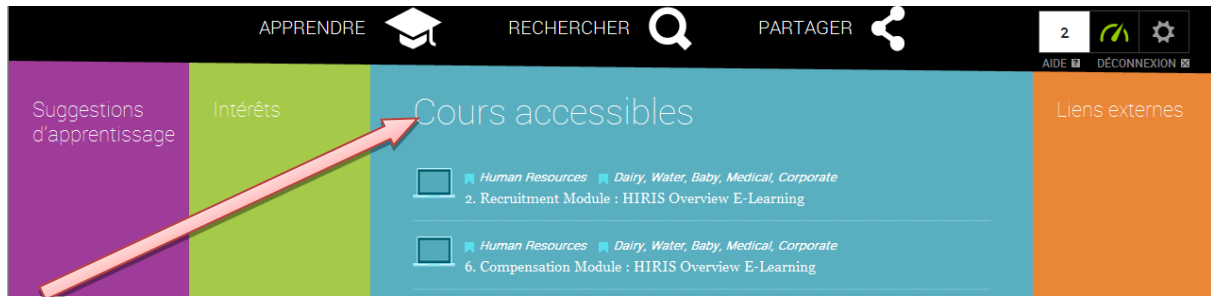 APPRENDRE
RECHERCHER
PARTAGER
2
AIDE ?
DÉCONNEXION
Suggestions
d'apprentissage
Intérêts
Cours accessibles
Human Resources Dairy, Water, Baby, Medical, Corporate
2. Recruitment Module : HIRIS Overview E-Learning
Human Resources Dairy, Water, Baby, Medical, Corporate
6. Compensation Module : HIRIS Overview E-Learning
Liens externes